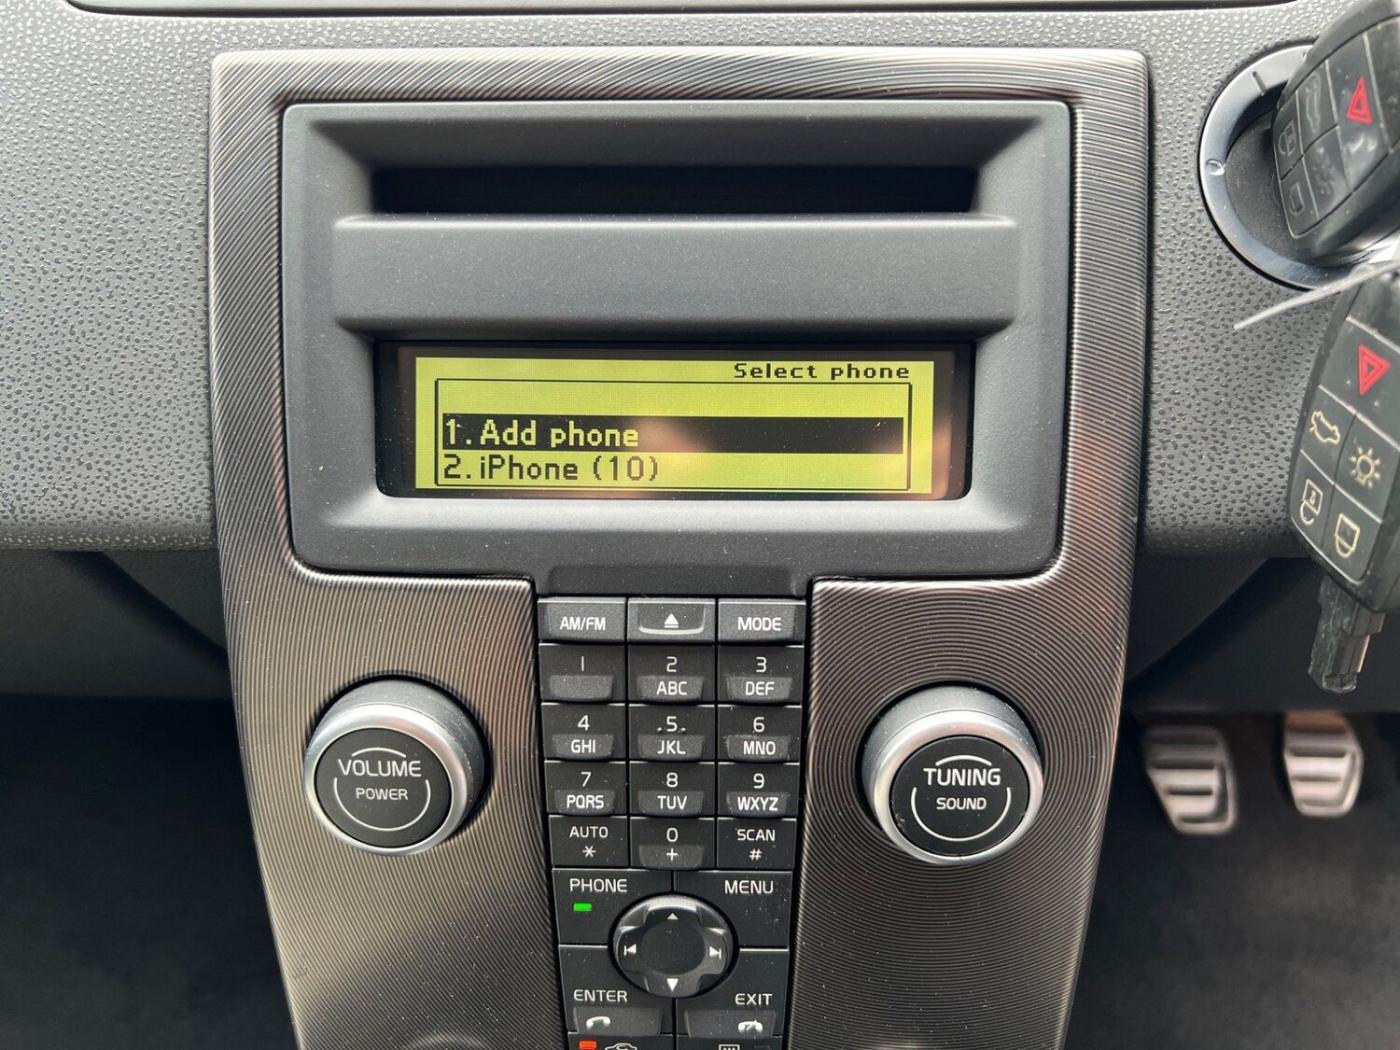 Select phone
1. Add phone
2. iPhone (10)
AM/FM
MODE
1
2
3
ABC
DEF
4
5
6
GHI
JKL
MNO
7
8
9
PQRS
TUV
WXYZ
AUTO
0
SCAN
*
+
#
VOLUME
POWER
TUNING
SOUND
PHONE
MENU
ENTER
EXIT